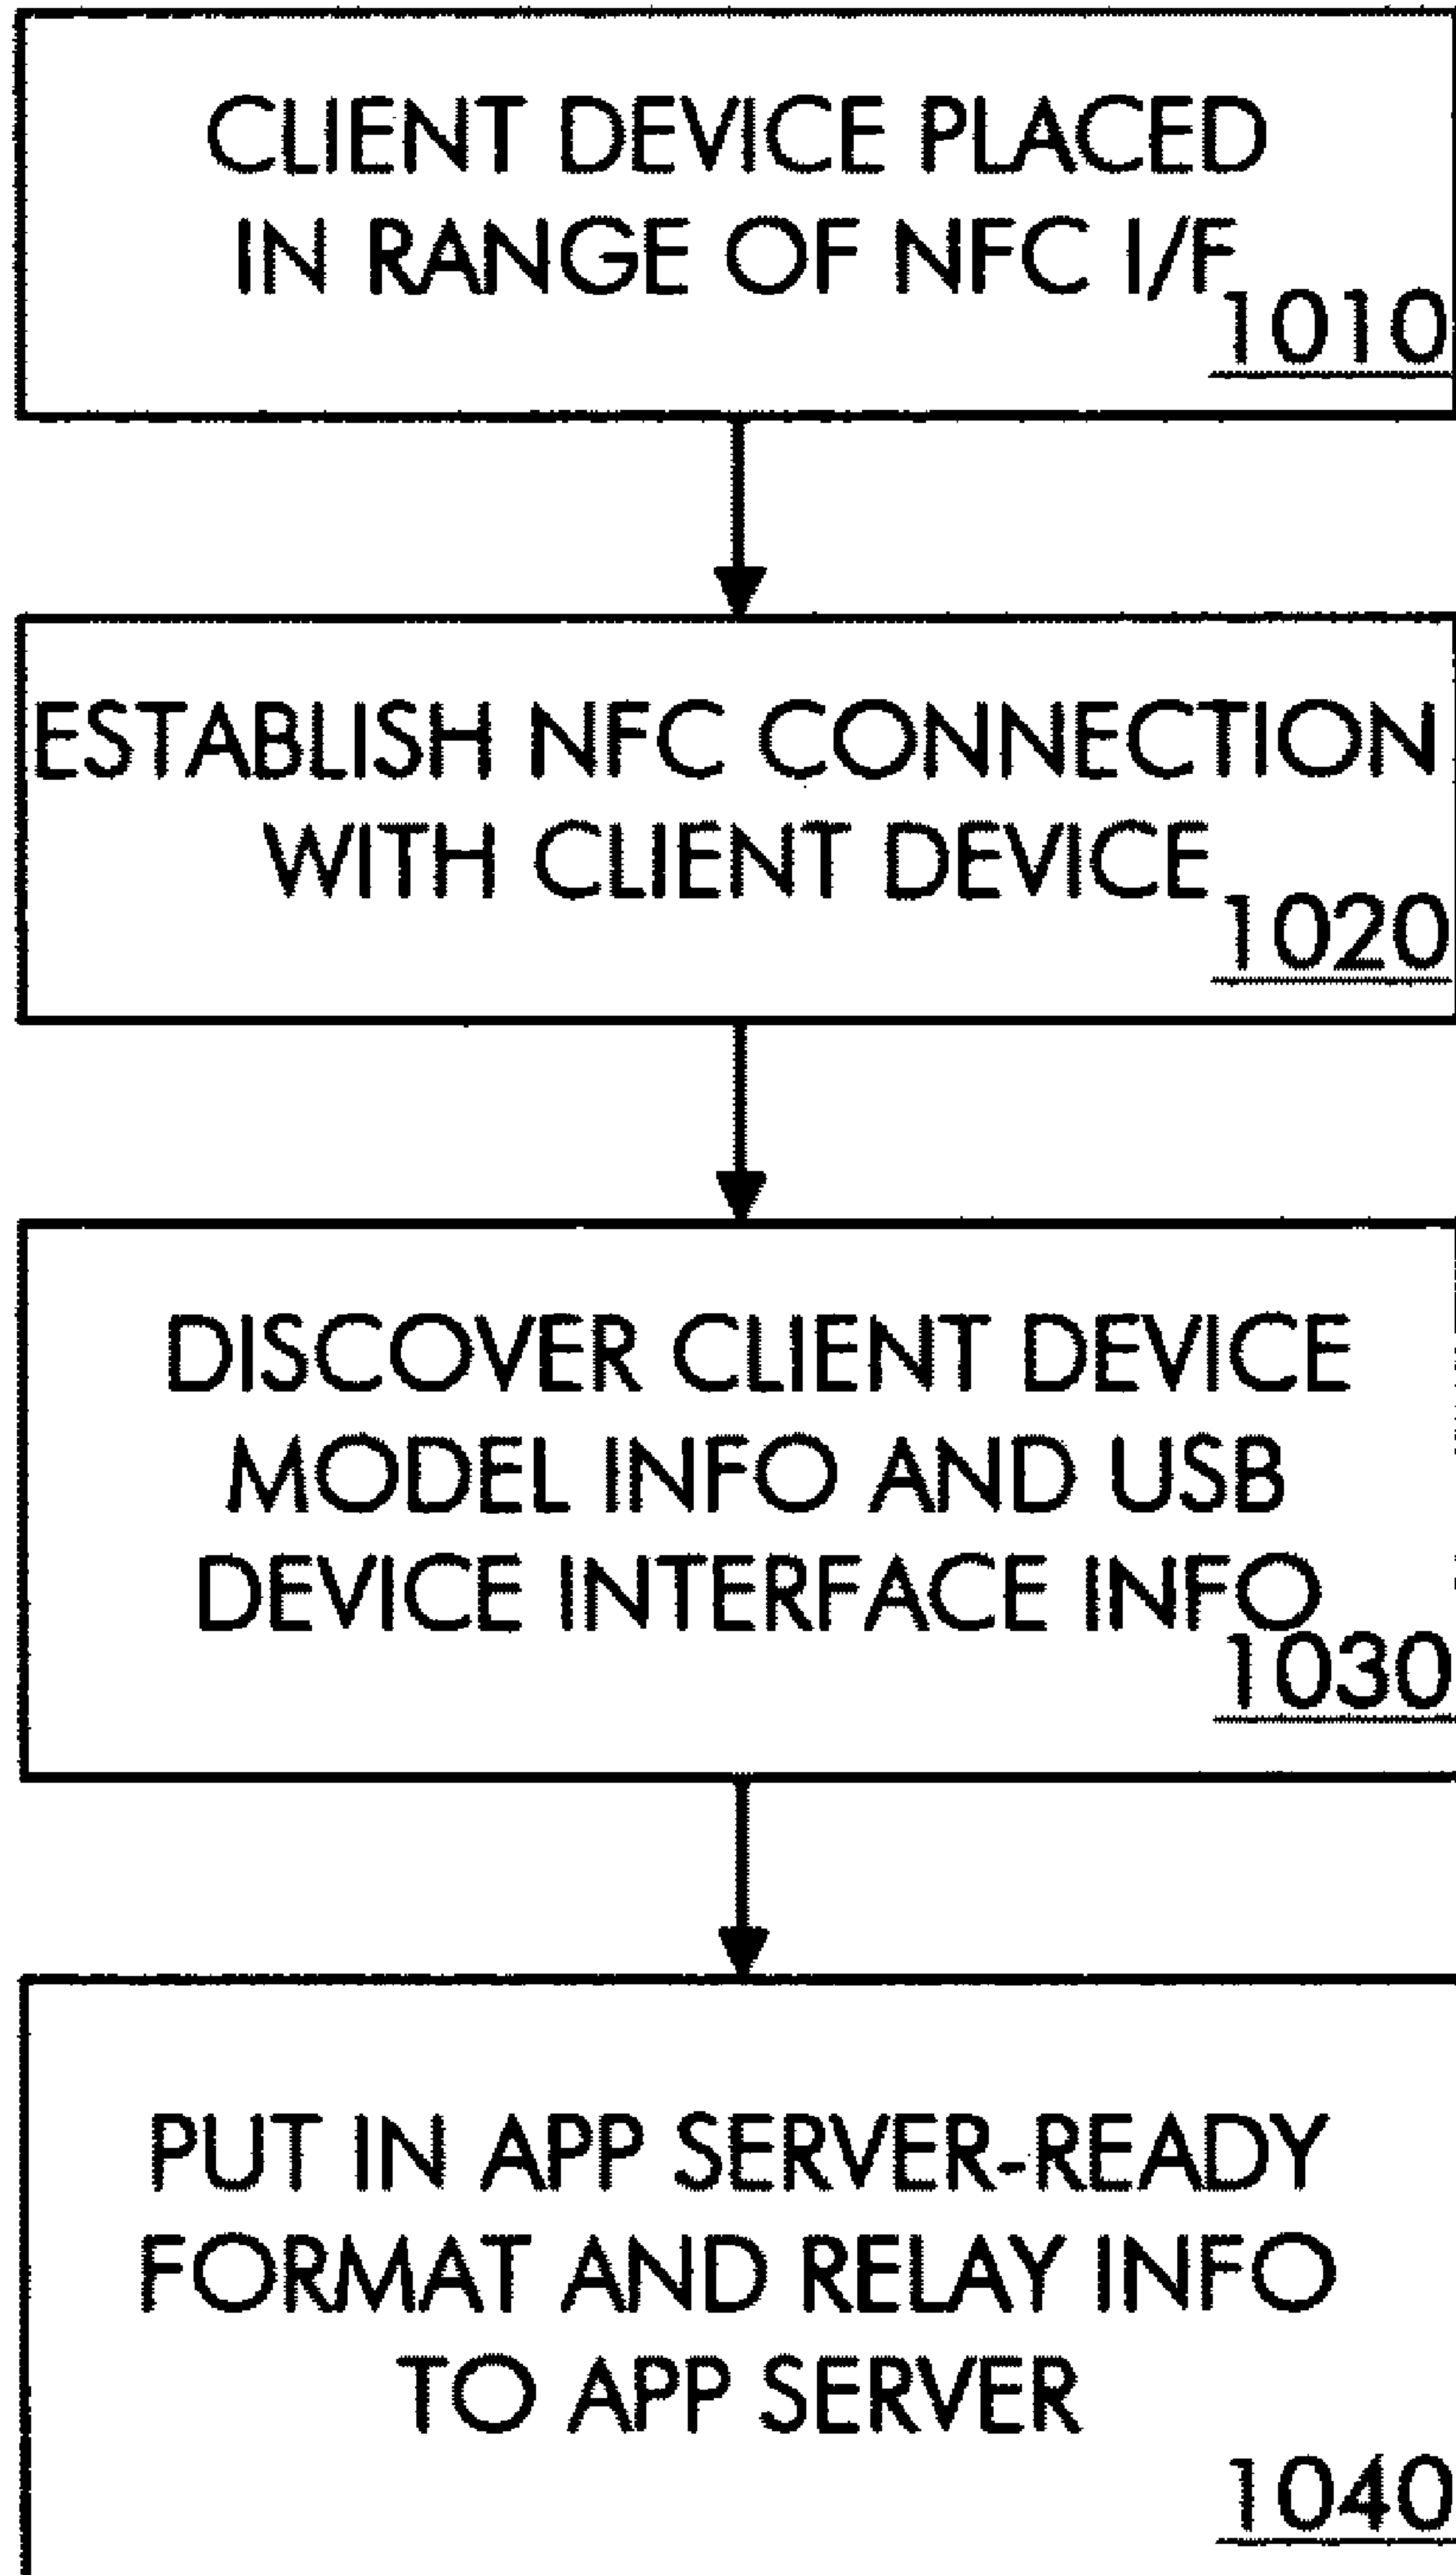 CLIENT DEVICE PLACED
IN RANGE OF NFC I/F
1010
ESTABLISH NFC CONNECTION
WITH CLIENT DEVICE
1020
DISCOVER CLIENT DEVICE
MODEL INFO AND USB
DEVICE INTERFACE INFO
1030
PUT IN APP SERVER-READY
FORMAT AND RELAY INFO
TO APP SERVER
1040